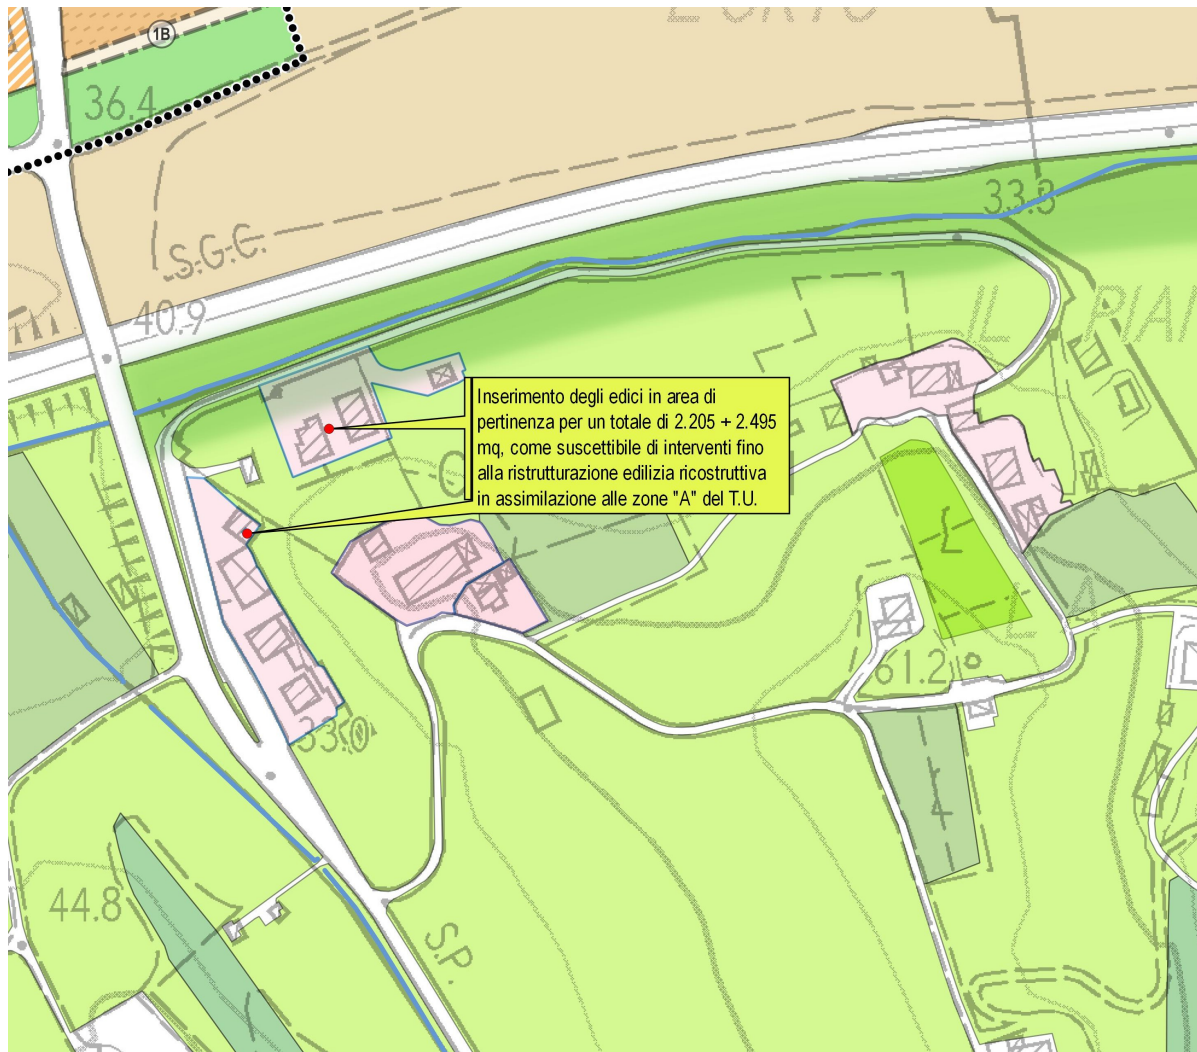 1B
36.4
33.3
S.G.C.
40.9
IL PIAN
Inserimento degli edici in area di
pertinenza per un totale di 2.205 + 2.495
mq, come suscettibile di interventi fino
alla ristrutturazione edilizia ricostruttiva
in assimilazione alle zone "A" del T.U.
61.2
33.0
44.8
S.P.